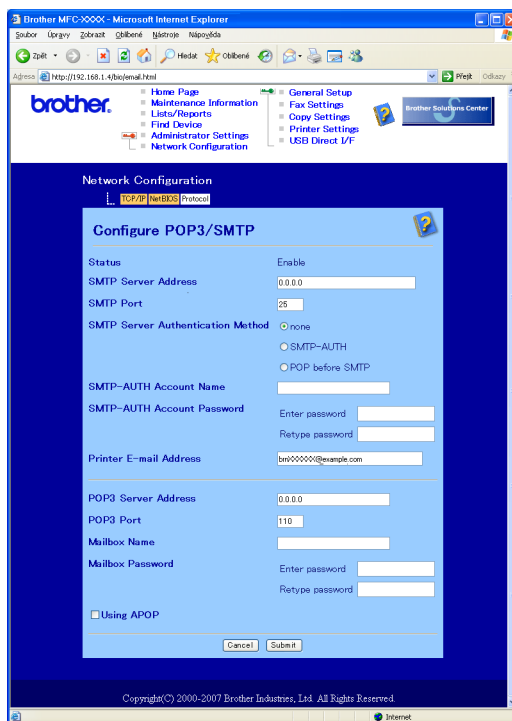 Brother MFC-XXXX - Microsoft Internet Explorer
Soubor Úpravy Zobrazit Oblíbené Nástroje Nápověda
Zpět Hledat Oblíbené
Adresa http://192.168.1.4/bio/email.html Přejít Odkazy
brother.
Home Page
Maintenance Information
Lists/Reports
Find Device
Administrator Settings
Network Configuration
General Setup
Fax Settings
Copy Settings
Printer Settings
USB Direct I/F
Brother Solutions Center
Network Configuration
TCP/IP NetBIOS Protocol
Configure POP3/SMTP
Status Enable
SMTP Server Address 0.0.0.0
SMTP Port 25
SMTP Server Authentication Method none
SMTP-AUTH
POP before SMTP
SMTP-AUTH Account Name
SMTP-AUTH Account Password Enter password
Retype password
Printer E-mail Address brnXXXXXX@example.com
POP3 Server Address 0.0.0.0
POP3 Port 110
Mailbox Name
Mailbox Password Enter password
Retype password
Using APOP
Cancel Submit
Copyright(C) 2000-2007 Brother Industries, Ltd. All Rights Reserved.
Internet